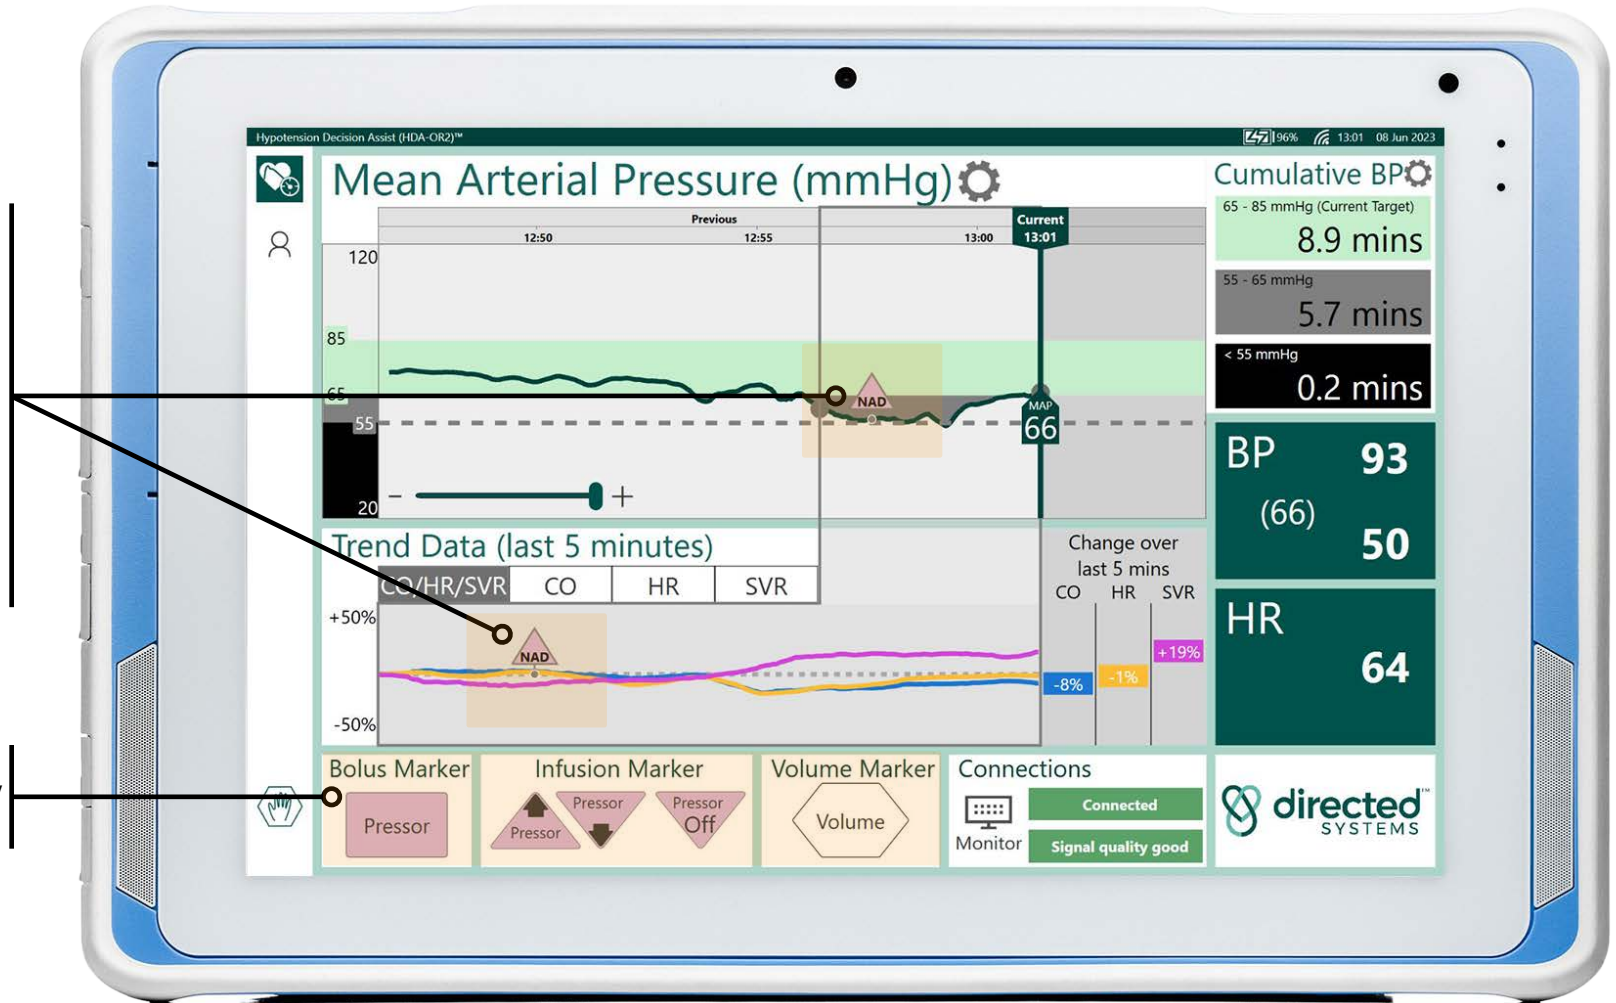 Hypotension Decision Assist (HDA-OR2)™
96% 13:01 08 Jun 2023
Mean Arterial Pressure (mmHg)
Previous
Current
12:50 12:55 13:00 13:01
120
85
65
55
20
NAD
MAP
66
- +
Cumulative BP
65 - 85 mmHg (Current Target)
8.9 mins
55 - 65 mmHg
5.7 mins
< 55 mmHg
0.2 mins
BP 93
(66)
50
HR
64
Trend Data (last 5 minutes)
CO/HR/SVR CO HR SVR
+50%
-50%
NAD
Change over
last 5 mins
CO HR SVR
-8% -1% +19%
Bolus Marker
Pressor
Infusion Marker
Pressor
Pressor
Pressor
Off
Volume Marker
Volume
Connections
Monitor
Connected
Signal quality good
directed™
SYSTEMS